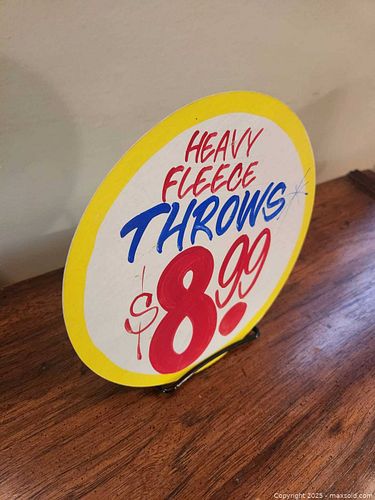 HEAVY
FLEECE
THROWS
$8.99
Copyright 2025 - maxsold.com